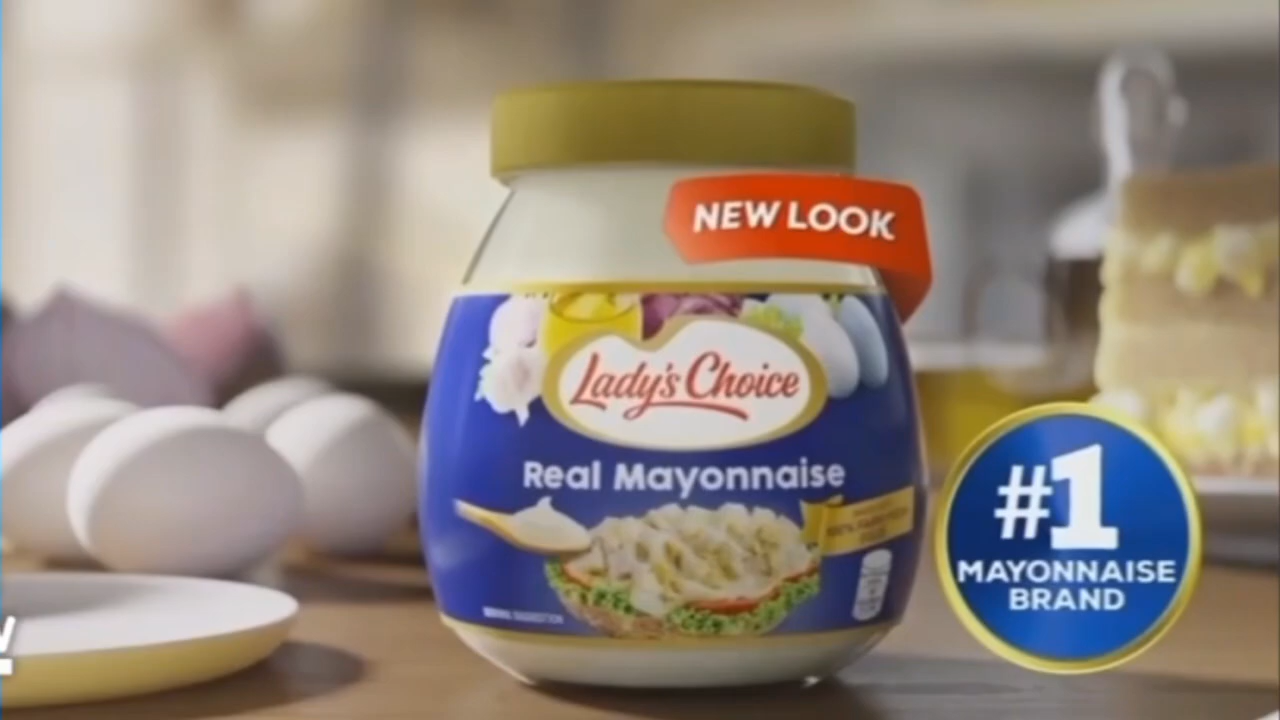 NEW LOOK
Lady's Choice
Real Mayonnaise
#1
MAYONNAISE
BRAND